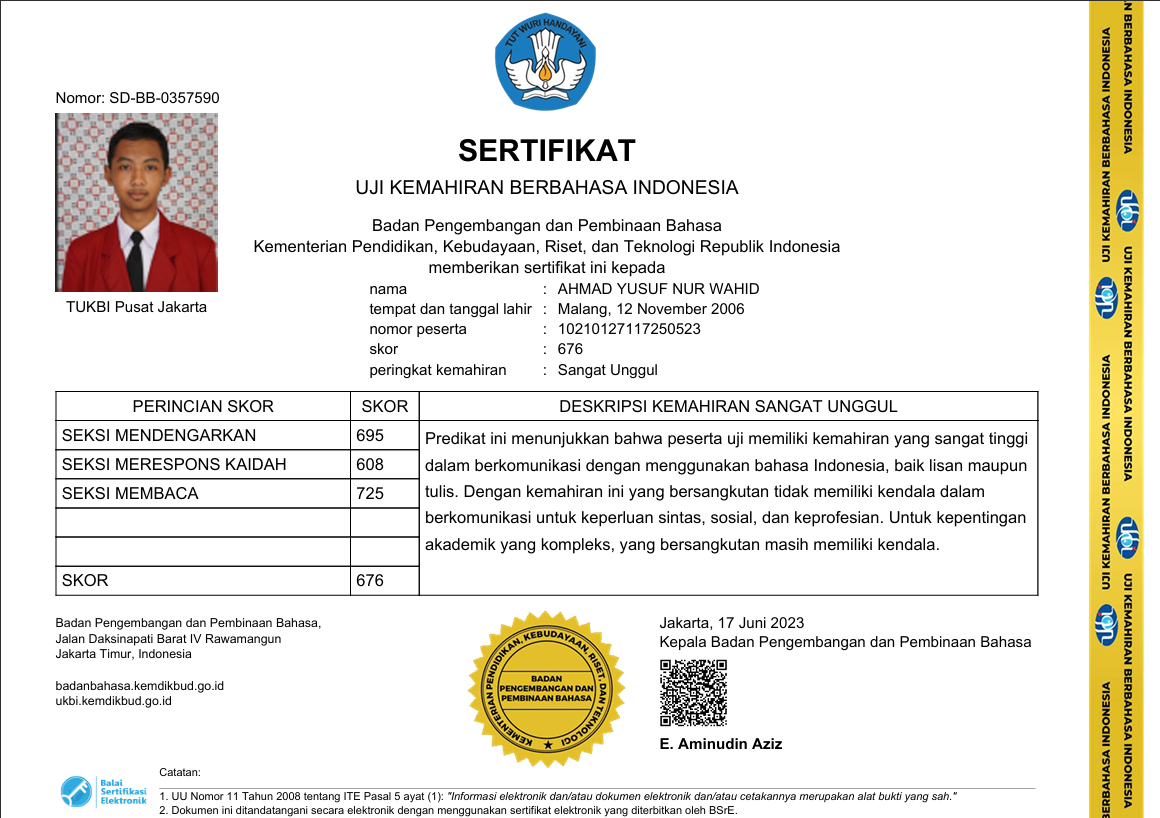 TUT WURI HANDAYANI
Nomor: SD-BB-0357590
SERTIFIKAT
UJI KEMAHIRAN BERBAHASA INDONESIA
Badan Pengembangan dan Pembinaan Bahasa
Kementerian Pendidikan, Kebudayaan, Riset, dan Teknologi Republik Indonesia
memberikan sertifikat ini kepada
TUKBI Pusat Jakarta
nama : AHMAD YUSUF NUR WAHID
tempat dan tanggal lahir : Malang, 12 November 2006
nomor peserta : 10210127117250523
skor : 676
peringkat kemahiran : Sangat Unggul
PERINCIAN SKOR SKOR DESKRIPSI KEMAHIRAN SANGAT UNGGUL
SEKSI MENDENGARKAN 695
SEKSI MERESPONS KAIDAH 608
SEKSI MEMBACA 725
SKOR 676
Predikat ini menunjukkan bahwa peserta uji memiliki kemahiran yang sangat tinggi
dalam berkomunikasi dengan menggunakan bahasa Indonesia, baik lisan maupun
tulis. Dengan kemahiran ini yang bersangkutan tidak memiliki kendala dalam
berkomunikasi untuk keperluan sintas, sosial, dan keprofesian. Untuk kepentingan
akademik yang kompleks, yang bersangkutan masih memiliki kendala.
Badan Pengembangan dan Pembinaan Bahasa,
Jalan Daksinapati Barat IV Rawamangun
Jakarta Timur, Indonesia
badanbahasa.kemdikbud.go.id
ukbi.kemdikbud.go.id
KEMENTERIAN PENDIDIKAN, KEBUDAYAAN, RISET, DAN TEKNOLOGI
BADAN
PENGEMBANGAN DAN
PEMBINAAN BAHASA
Jakarta, 17 Juni 2023
Kepala Badan Pengembangan dan Pembinaan Bahasa
E. Aminudin Aziz
Balai
Sertifikasi
Elektronik
Catatan:
1. UU Nomor 11 Tahun 2008 tentang ITE Pasal 5 ayat (1): "Informasi elektronik dan/atau dokumen elektronik dan/atau cetakannya merupakan alat bukti yang sah."
2. Dokumen ini ditandatangani secara elektronik dengan menggunakan sertifikat elektronik yang diterbitkan oleh BSrE.
UJI KEMAHIRAN BERBAHASA INDONESIA
ukbi
UJI KEMAHIRAN BERBAHASA INDONESIA
ukbi
BERBAHASA INDONESIA
N BERBAHASA INDONESIA
ukbi
UJI KEMAHIRAN BERBAHASA INDONESIA
ukbi
UJI KEMAHIRAN BERBAHASA INDONESIA